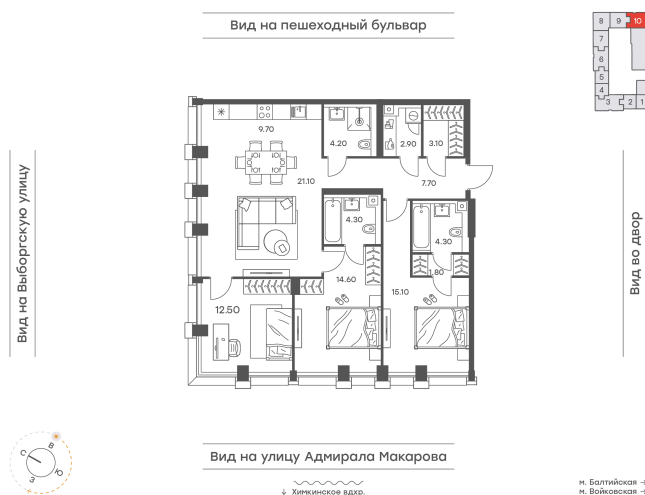 Вид на пешеходный бульвар
8 9 10
7
6
5
4
3 2 1
9.70
4.20
2.90
3.10
21.10
7.70
4.30
4.30
14.60
1.80
15.10
12.50
Вид на Выборгскую улицу
Вид во двор
Вид на улицу Адмирала Макарова
↓ Химкинское вдхр.
С В
З Ю
м. Балтийская →
м. Войковская →